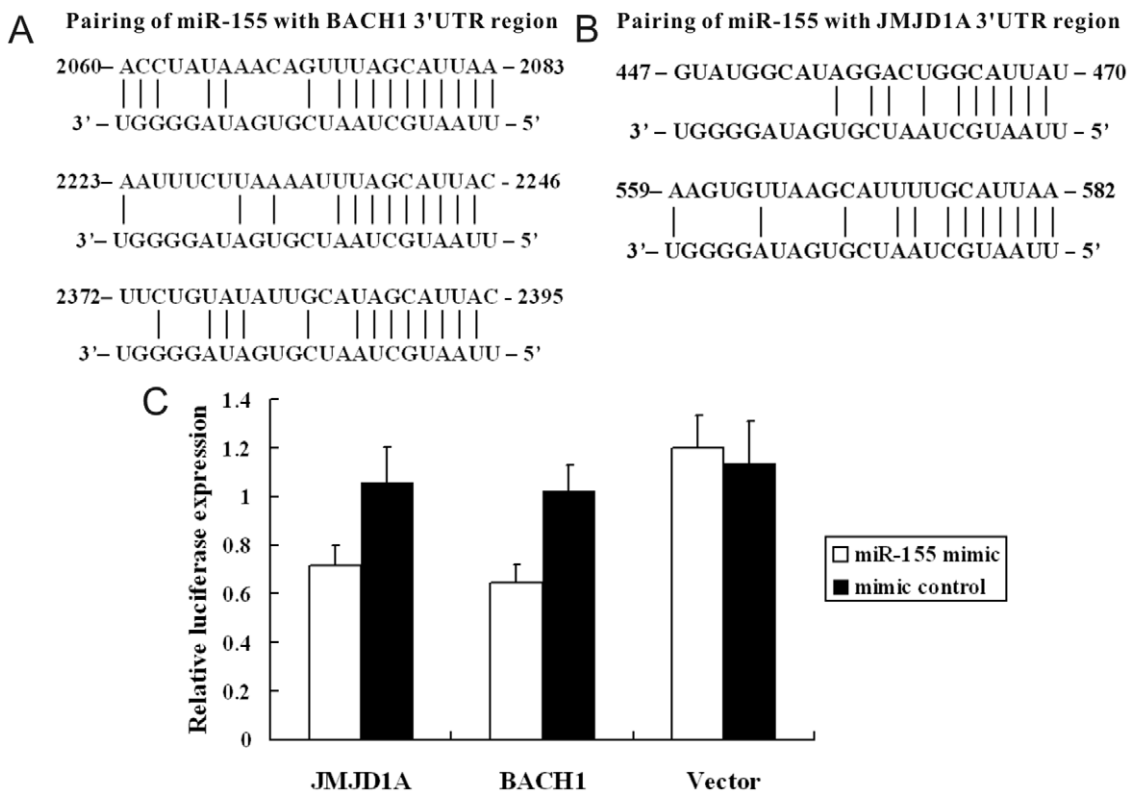 A
Pairing of miR-155 with BACH1 3'UTR region
2060– ACCUAUAAACAGUUUAGCAUUAA – 2083
3' – UGGGGAUAGUGCUAAUCGUAAUU – 5'
2223– AAUUUCUUAAAAUUUAGCAUUAC - 2246
3'– UGGGGAUAGUGCUAAUCGUAAUU – 5'
2372– UUCUGUAUAUUGCAUAGCAUUAC - 2395
3'– UGGGGAUAGUGCUAAUCGUAAUU – 5'
B
Pairing of miR-155 with JMJD1A 3'UTR region
447 – GUAUGGCAUAGGACUGGCAUUAU – 470
3' – UGGGGAUAGUGCUAAUCGUAAUU – 5'
559– AAGUGUUAAGCAUUUUGCAUUAA – 582
3'– UGGGGAUAGUGCUAAUCGUAAUU – 5'
C
Relative luciferase expression
1.4
1.2
1
0.8
0.6
0.4
0.2
0
JMJD1A
BACH1
Vector
miR-155 mimic
mimic control